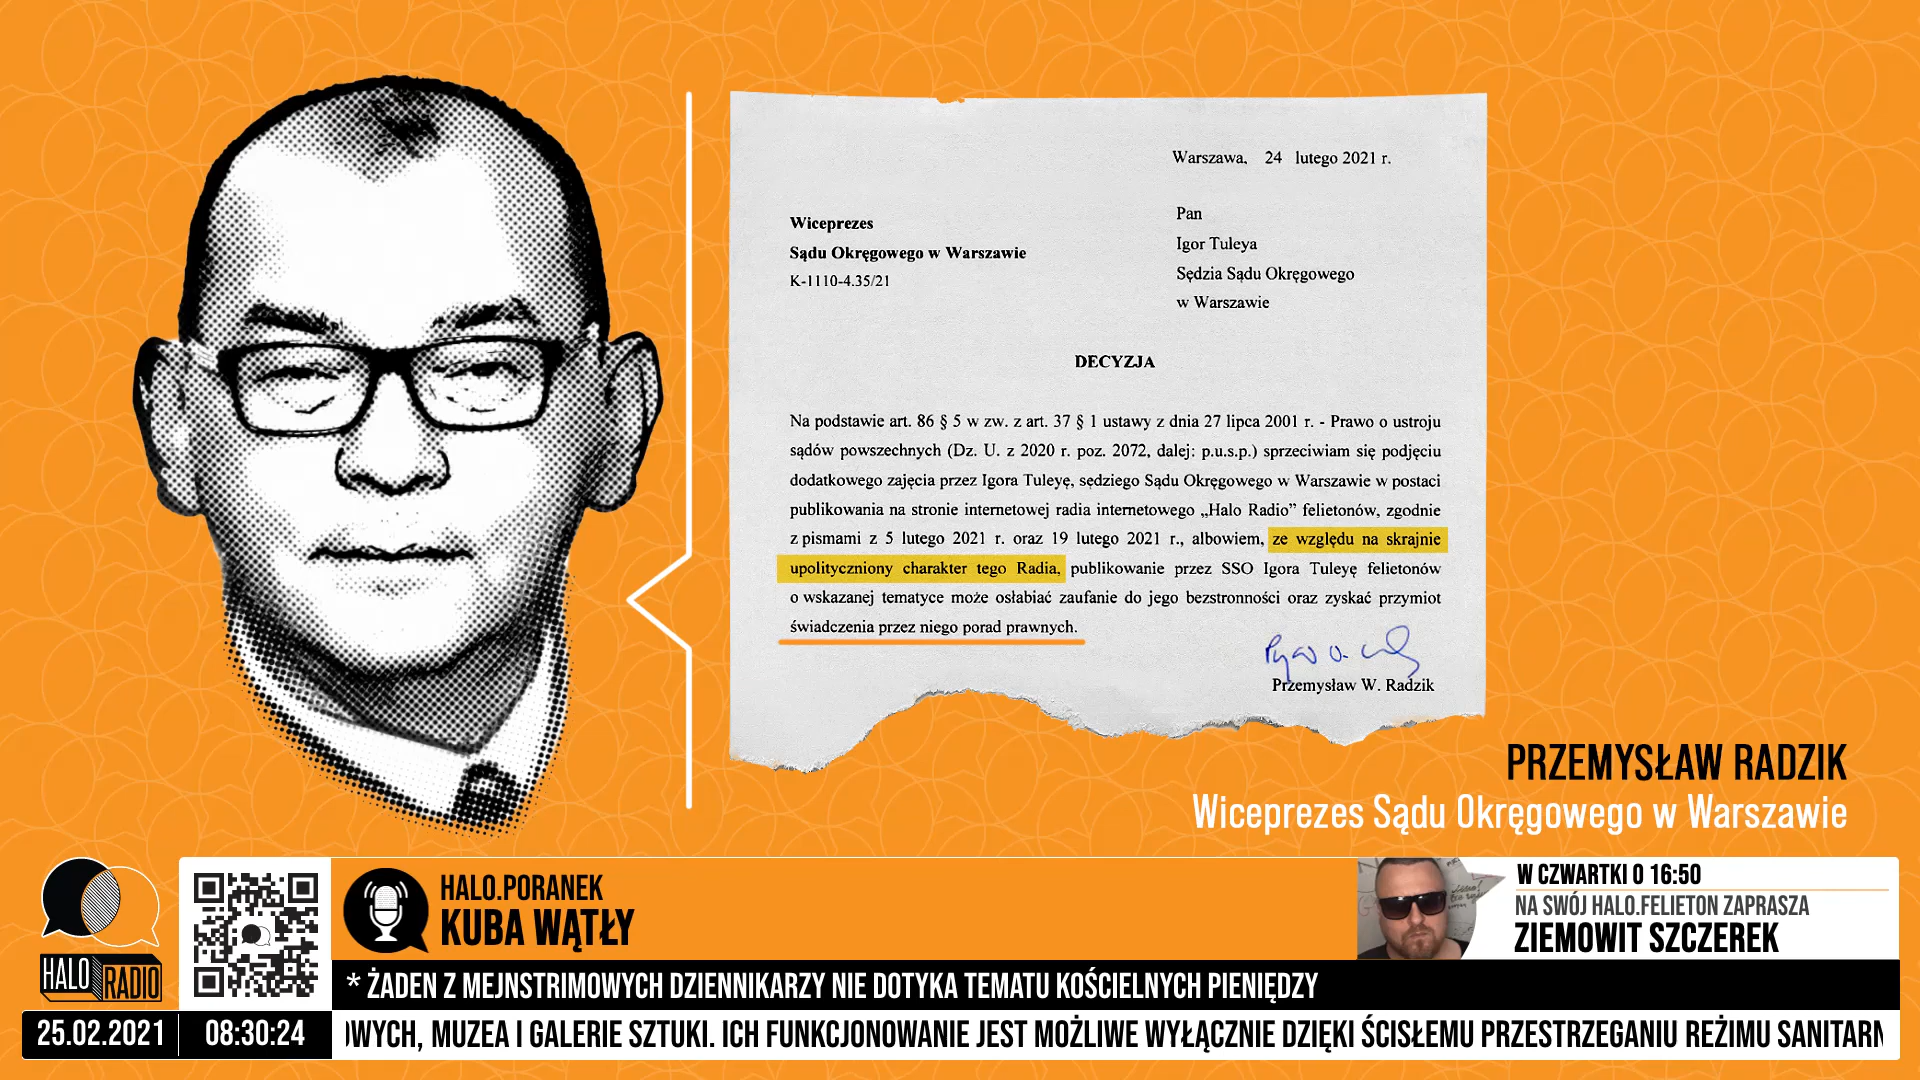 Warszawa, 24 lutego 2021 r.
Wiceprezes
Sądu Okręgowego w Warszawie
K-1110-4.35/21
Pan
Igor Tuleya
Sędzia Sądu Okręgowego
w Warszawie
DECYZJA
Na podstawie art. 86 § 5 w zw. z art. 37 § 1 ustawy z dnia 27 lipca 2001 r. - Prawo o ustroju
sądów powszechnych (Dz. U. z 2020 r. poz. 2072, dalej: p.u.s.p.) sprzeciwiam się podjęciu
dodatkowego zajęcia przez Igora Tuleyę, sędziego Sądu Okręgowego w Warszawie w postaci
publikowania na stronie internetowej radia internetowego „Halo Radio” felietonów, zgodnie
z pismami z 5 lutego 2021 r. oraz 19 lutego 2021 r., albowiem, ze względu na skrajnie
upolityczniony charakter tego Radia, publikowanie przez SSO Igora Tuleyę felietonów
o wskazanej tematyce może osłabiać zaufanie do jego bezstronności oraz zyskać przymiot
świadczenia przez niego porad prawnych.
Przemysław W. Radzik
PRZEMYSŁAW RADZIK
Wiceprezes Sądu Okręgowego w Warszawie
HALO.PORANEK
KUBA WĄTŁY
W CZWARTKI O 16:50
NA SWÓJ HALO.FELIETON ZAPRASZA
ZIEMOWIT SZCZEREK
HALO RADIO
* ŻADEN Z MEJNSTRIMOWYCH DZIENNIKARZY NIE DOTYKA TEMATU KOŚCIELNYCH PIENIĘDZY
25.02.2021 08:30:24
OWYCH, MUZEA I GALERIE SZTUKI. ICH FUNKCJONOWANIE JEST MOŻLIWE WYŁĄCZNIE DZIĘKI ŚCISŁEMU PRZESTRZEGANIU REŻIMU SANITARN